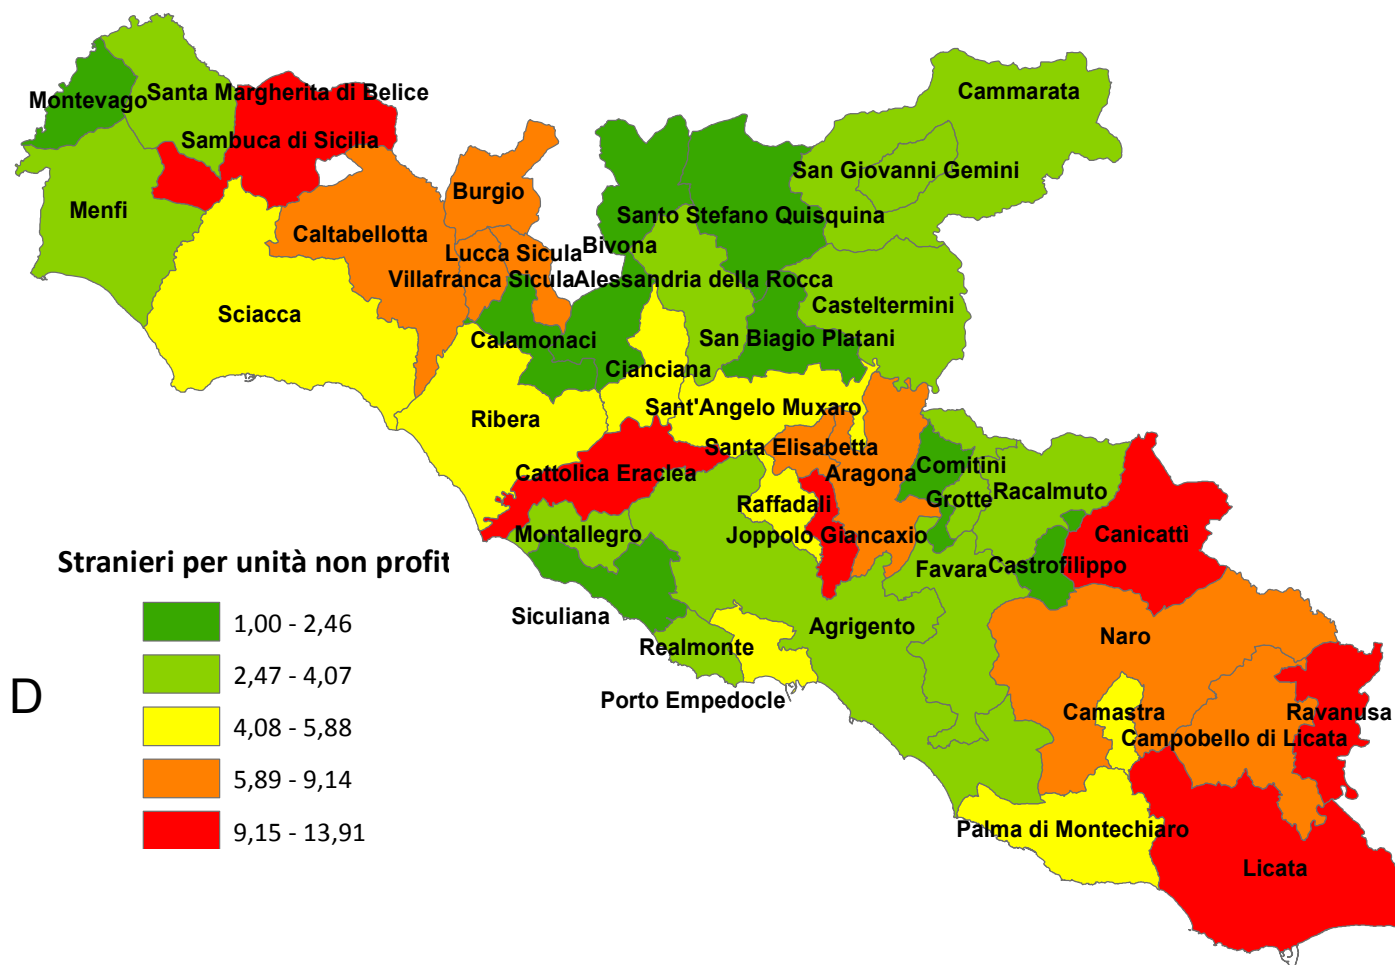 Cammarata
Montevago
Santa Margherita di Belice
Sambuca di Sicilia
San Giovanni Gemini
Burgio
Menfi
Santo Stefano Quisquina
Caltabellotta
Bivona
Lucca Sicula
Villafranca Sicula
Alessandria della Rocca
Casteltermini
Sciacca
Calamonaci
San Biagio Platani
Cianciana
Ribera
Sant'Angelo Muxaro
Santa Elisabetta
Cattolica Eraclea
Aragona
Comitini
Grotte
Racalmuto
Raffadali
Montallegro
Joppolo Giancaxio
Canicattì
Favara
Castrofilippo
Siculiana
Agrigento
Naro
Realmonte
Porto Empedocle
Camastra
Ravanusa
Campobello di Licata
Palma di Montechiaro
Licata
Stranieri per unità non profit
1,00 - 2,46
2,47 - 4,07
4,08 - 5,88
5,89 - 9,14
9,15 - 13,91
D